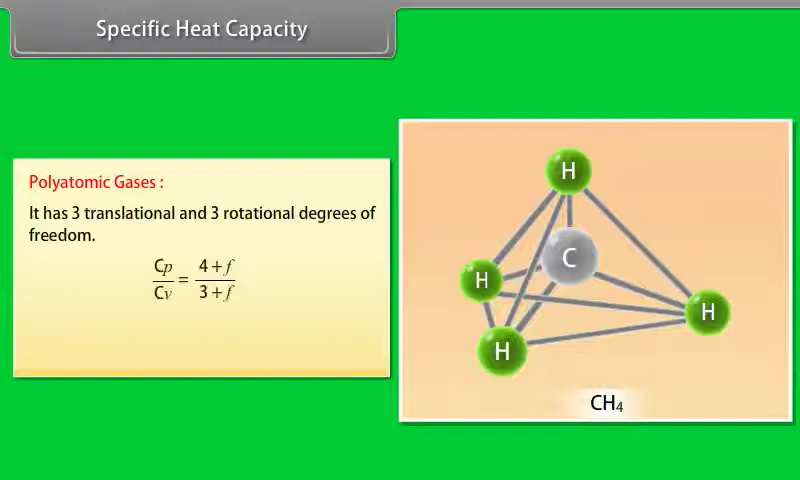 Specific Heat Capacity
Polyatomic Gases :
It has 3 translational and 3 rotational degrees of
freedom.
Cp/Cv = 4 + f/3 + f
H
C
H
H
H
CH₄